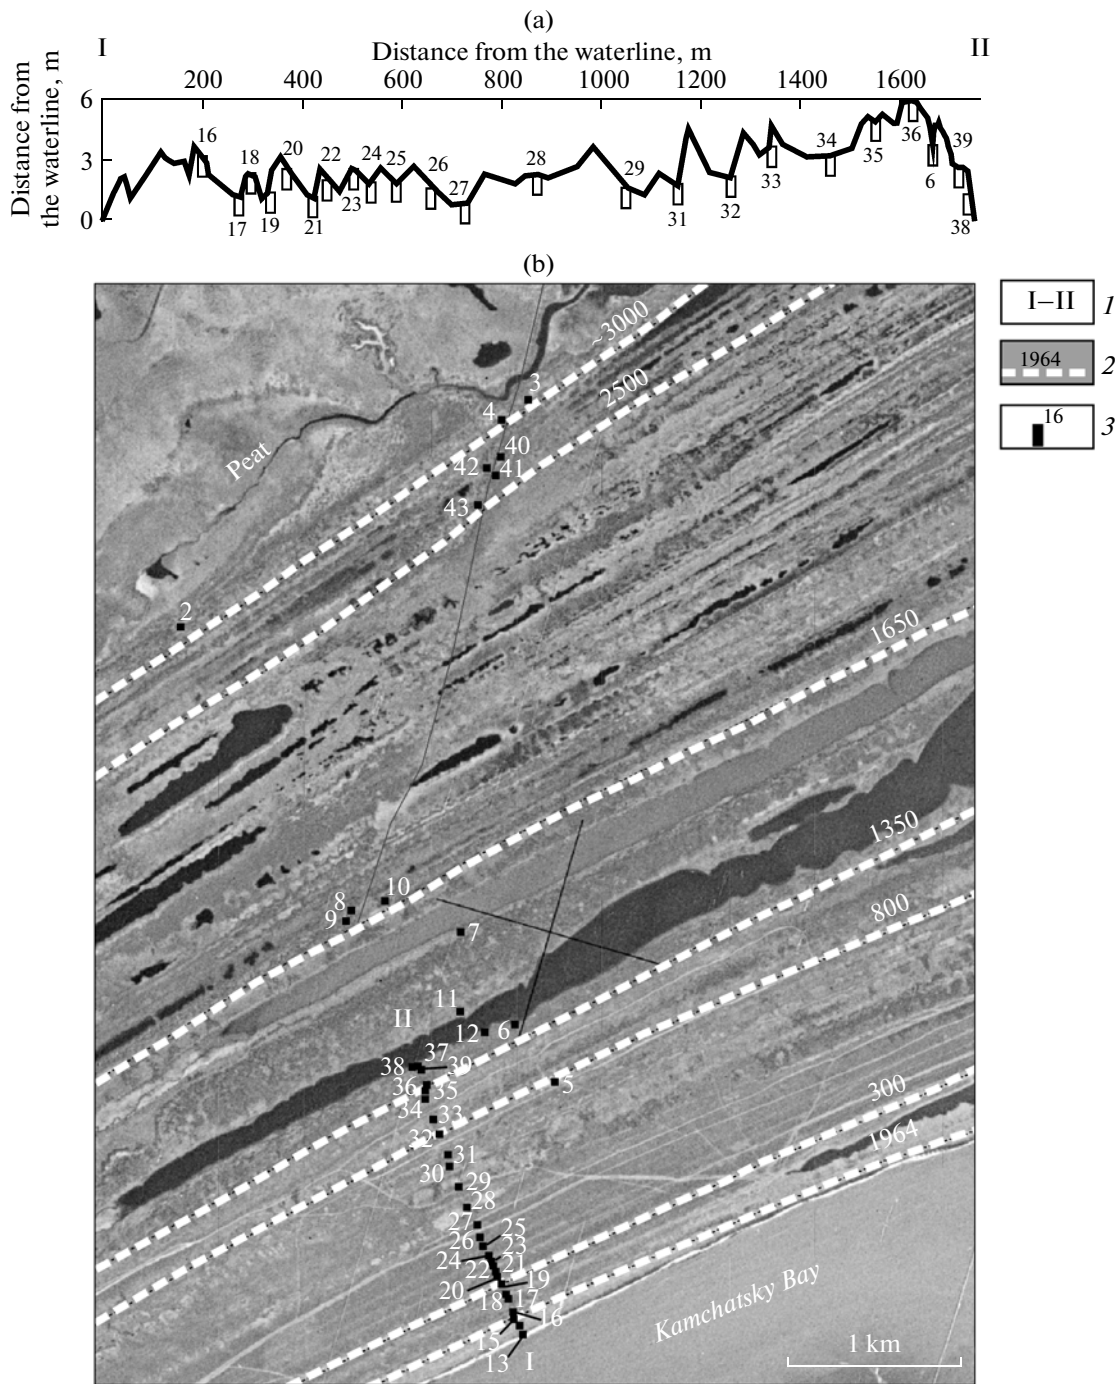 (a)
I
Distance from the waterline, m
II
200 400 600 800 1000 1200 1400 1600
Distance from
the waterline, m
6
3
0
16 18 20 22 24 25 26 28 29 34 36 39
17 19 21 23 27 31 32 33 35 6 38
(b)
I–II 1
1964 2
16 3
~3000
2500
3
4
Peat
40
42 41
43
2
1650
1350
800
8 10
9
7
11
II
12 6
37
38 39
36 35
34
5
33
32
300
1964
31
30
29
28
27
26 25
24 23
22 21
20 19
18 17
16
15
13 I
Kamchatsky Bay
1 km